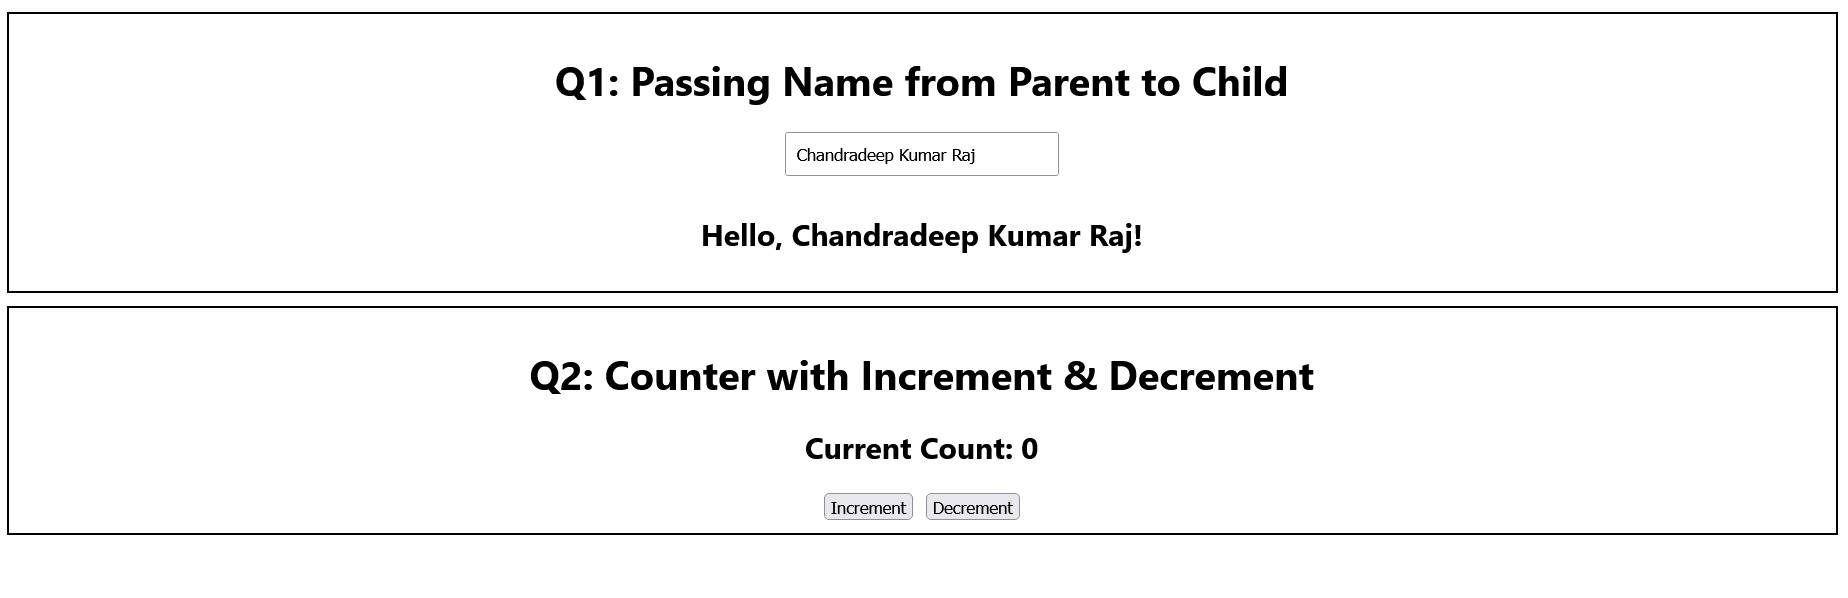 Q1: Passing Name from Parent to Child
Chandradeep Kumar Raj
Hello, Chandradeep Kumar Raj!
Q2: Counter with Increment & Decrement
Current Count: 0
Increment Decrement